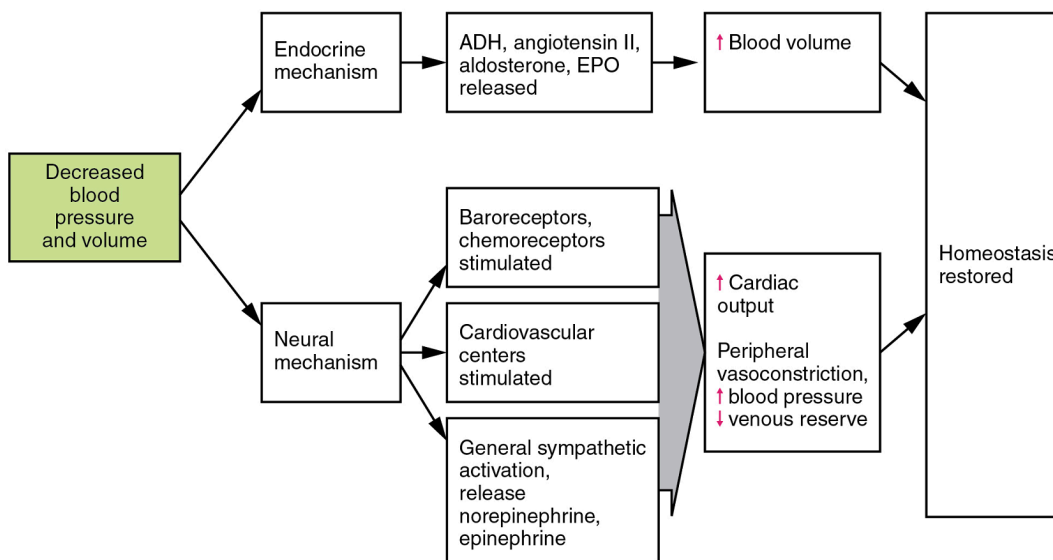 Decreased
blood
pressure
and volume
Endocrine
mechanism
ADH, angiotensin II,
aldosterone, EPO
released
↑ Blood volume
Neural
mechanism
Baroreceptors,
chemoreceptors
stimulated
Cardiovascular
centers
stimulated
General sympathetic
activation,
release
norepinephrine,
epinephrine
↑ Cardiac
output
Peripheral
vasoconstriction,
↑ blood pressure
↓ venous reserve
Homeostasis
restored